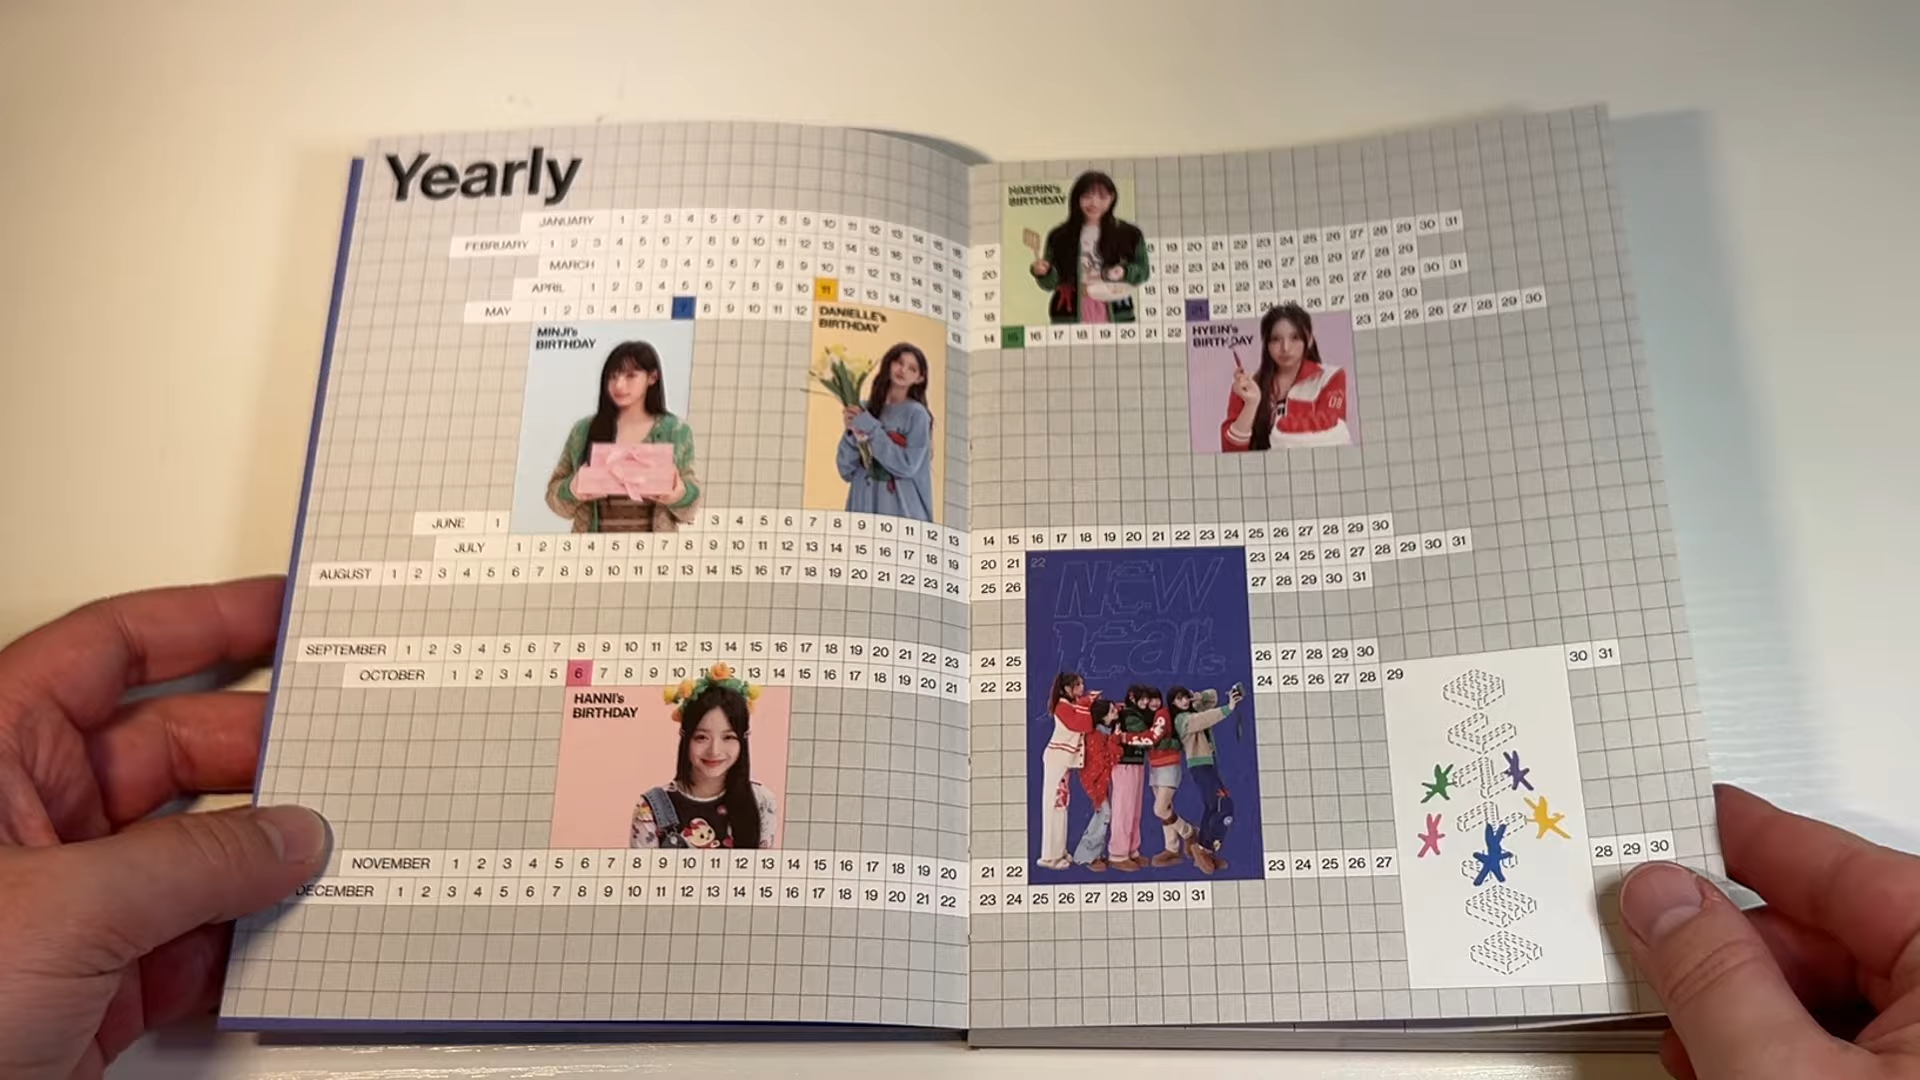 Yearly
JANUARY 1 2 3 4 5 6 7 8 9 10 11 12 13 14 15 16
FEBRUARY 1 2 3 4 5 6 7 8 9 10 11 12 13 14 15 16 17 18 19
MARCH 1 2 3 4 5 6 7 8 9 10 11 12 13 14 15 16
APRIL 1 2 3 4 5 6 7 8 9 10 11 12 13 14 15 16 17
MAY 1 2 3 4 5 6 7 8 9 10 11 12 13
MINJI's
BIRTHDAY
DANIELLE's
BIRTHDAY
JUNE 1 3 4 5 6 7 8 9 10 11 12 13
JULY 1 2 3 4 5 6 7 8 9 10 11 12 13 14 15 16 17 18 19
AUGUST 1 2 3 4 5 6 7 8 9 10 11 12 13 14 15 16 17 18 19 20 21 22 23 24
SEPTEMBER 1 2 3 4 5 6 7 8 9 10 11 12 13 14 15 16 17 18 19 20 21 22 23
OCTOBER 1 2 3 4 5 6 7 8 9 10 11 12 13 14 15 16 17 18 19 20 21
HANNI's
BIRTHDAY
NOVEMBER 1 2 3 4 5 6 7 8 9 10 11 12 13 14 15 16 17 18 19 20
DECEMBER 1 2 3 4 5 6 7 8 9 10 11 12 13 14 15 16 17 18 19 20 21 22
HAERIN's
BIRTHDAY
17 18 19 20 21 22 23 24 25 26 27 28 29 30 31
20 21 22 23 24 25 26 27 28 29
17 18 19 20 21 22 23 24 25 26 27 28 29 30 31
18 19 20 21 22 23 24 25 26 27 28 29 30
14 15 16 17 18 19 20 21 22 23 24 25 26 27 28 29 30
HYEIN's
BIRTHDAY
14 15 16 17 18 19 20 21 22 23 24 25 26 27 28 29 30
20 21 22 23 24 25 26 27 28 29 30 31
25 26 27 28 29 30 31
New
Jeans
24 25 26 27 28 29 30
22 23 24 25 26 27 28 29 30 31
21 22 23 24 25 26 27 28 29 30
23 24 25 26 27 28 29 30 31